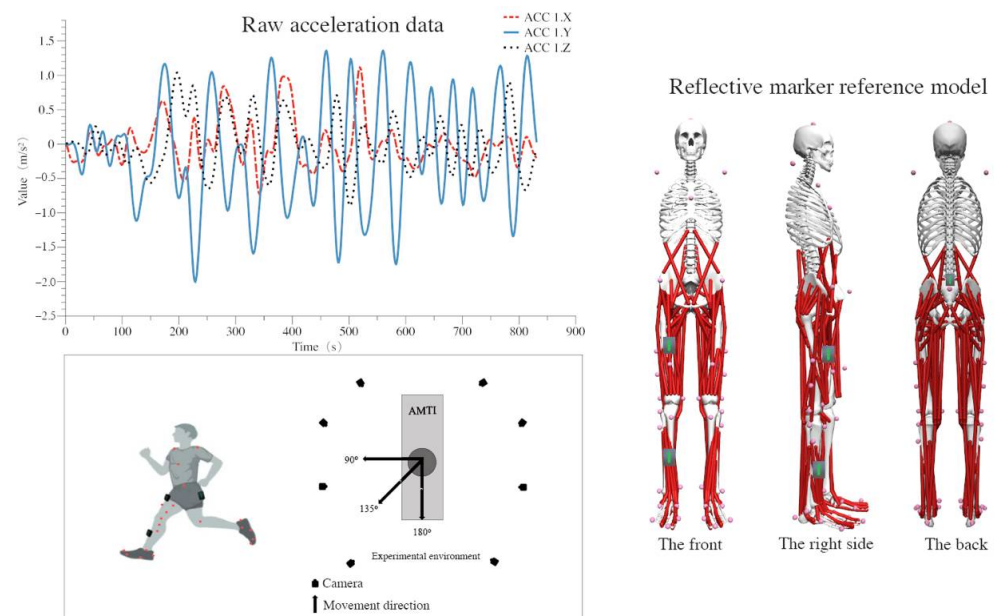 Raw acceleration data
ACC 1.X
ACC 1.Y
ACC 1.Z
Value (m/s²)
1.5
1.0
0.5
0
−0.5
−1.0
−1.5
−2.0
−2.5
0 100 200 300 400 500 600 700 800 900
Time (s)
AMTI
90°
135°
180°
Experimental environment
Camera
Movement direction
Reflective marker reference model
The front
The right side
The back